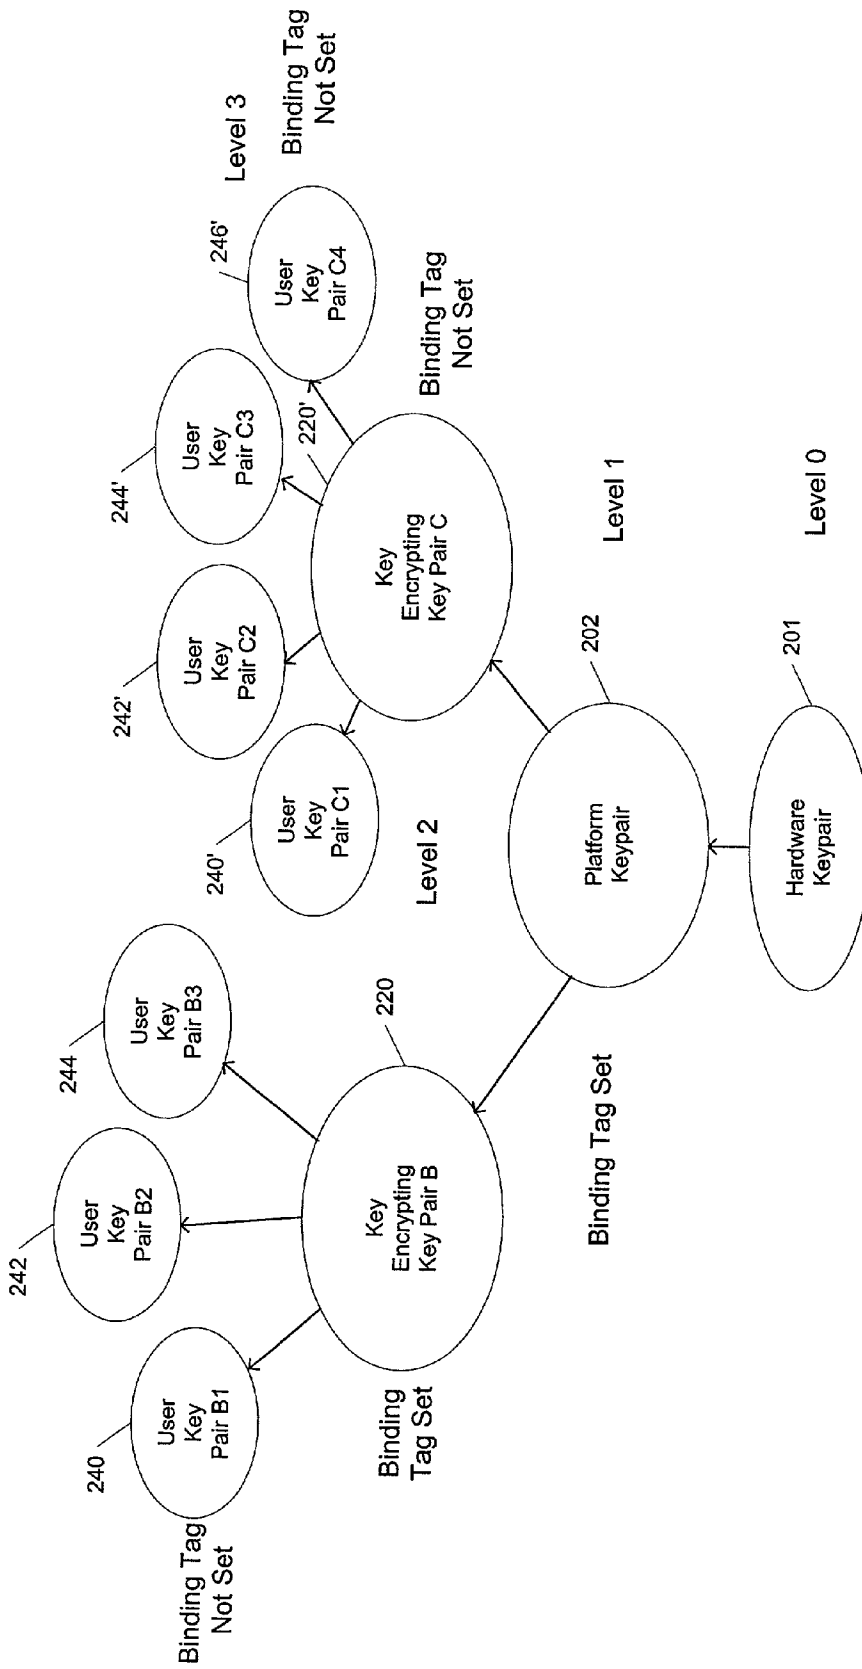 242
244
User
Key
Pair B2
User
Key
Pair B3
240
User
Key
Pair B1
Binding Tag
Not Set
242'
244'
246'
Level 3
User
Key
Pair C2
User
Key
Pair C3
240'
User
Key
Pair C1
220'
User
Key
Pair C4
Binding Tag
Not Set
220
Key
Encrypting
Key Pair B
Binding
Tag Set
Level 2
Key
Encrypting
Key Pair C
Binding Tag
Not Set
Binding Tag Set
Platform
Keypair
202
Level 1
Hardware
Keypair
201
Level 0